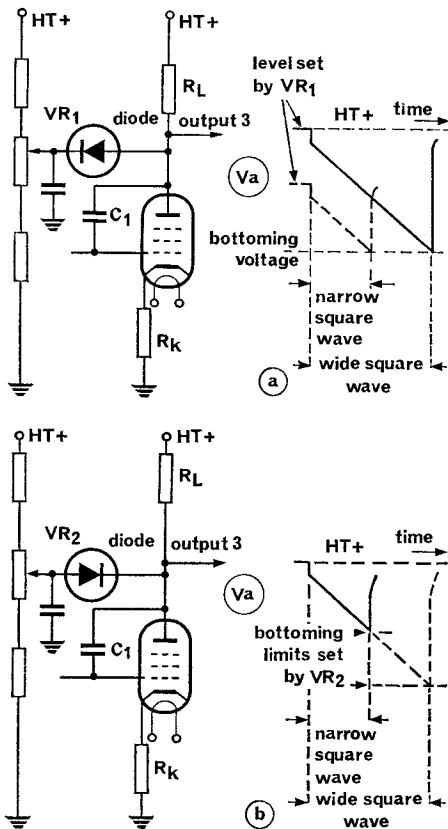 HT+
HT+
VR1
diode
RL
output 3
C1
Rk
level set
by VR1
HT+
time
Va
bottoming
voltage
narrow
square
wave
wide square
wave
a
HT+
HT+
VR2
diode
RL
output 3
C1
Rk
HT+
time
Va
bottoming
limits set
by VR2
narrow
square
wave
wide square
wave
b